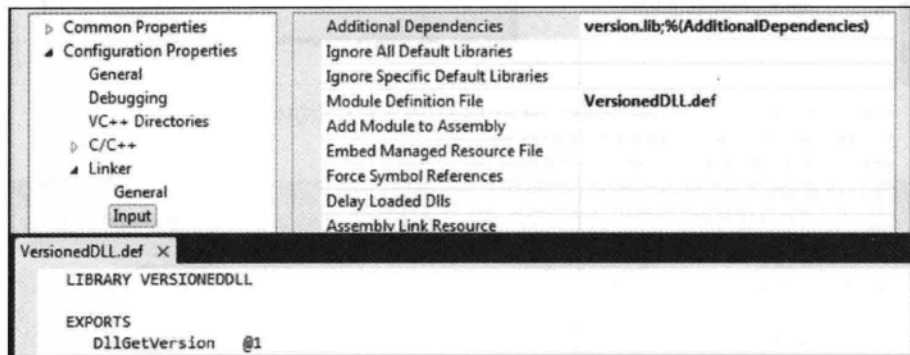 Common Properties
Configuration Properties
General
Debugging
VC++ Directories
C/C++
Linker
General
Input
Additional Dependencies version.lib;%(AdditionalDependencies)
Ignore All Default Libraries
Ignore Specific Default Libraries
Module Definition File VersionedDLL.def
Add Module to Assembly
Embed Managed Resource File
Force Symbol References
Delay Loaded Dlls
Assembly Link Resource
VersionedDLL.def ×
LIBRARY VERSIONEDDLL
EXPORTS
DllGetVersion @1